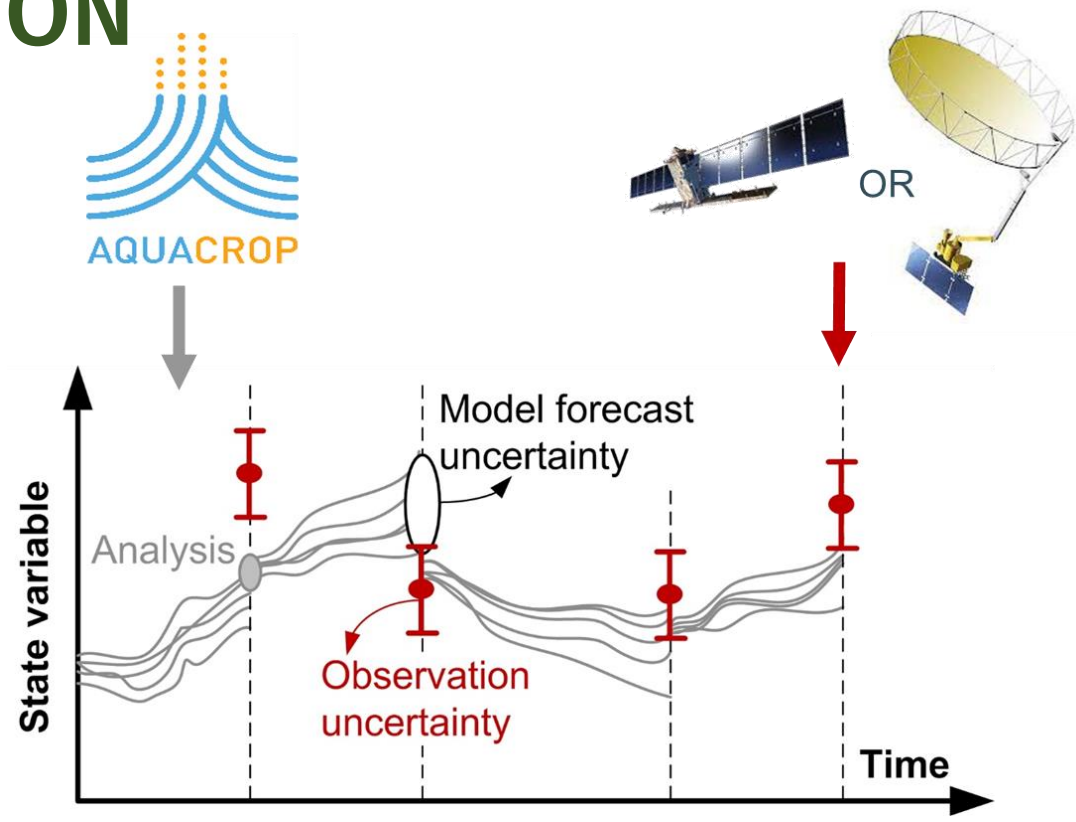 ON
AQUACROP
OR
Model forecast
uncertainty
Analysis
Observation
uncertainty
State variable
Time